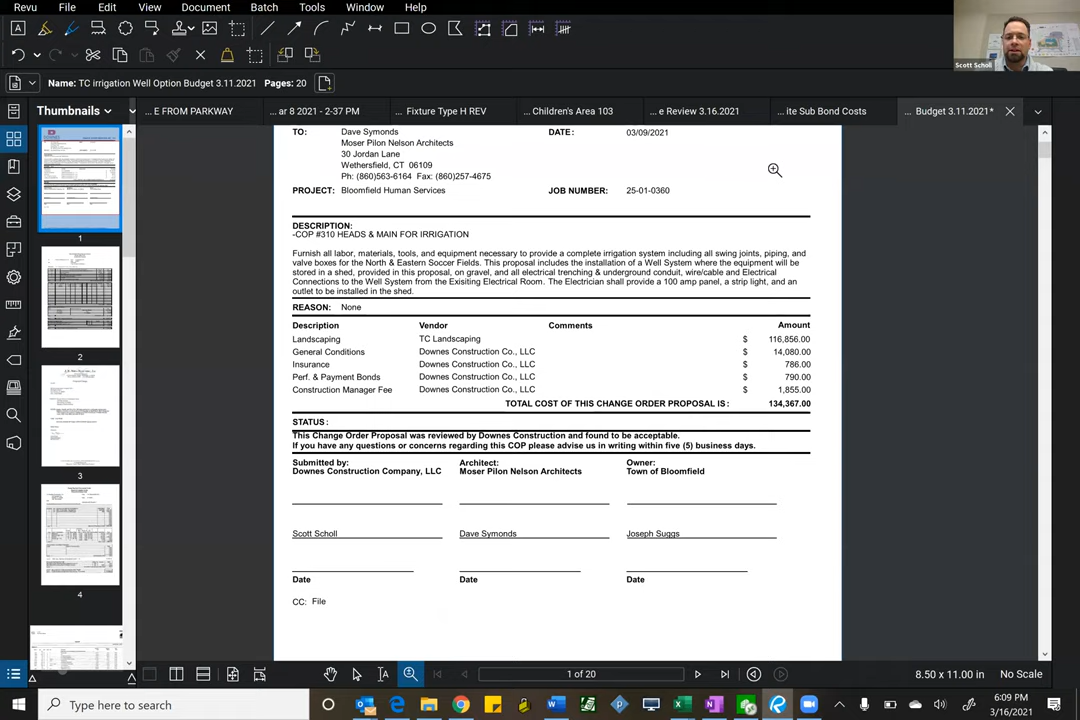 Revu File Edit View Document Batch Tools Window Help
Name: TC irrigation Well Option Budget 3.11.2021 Pages: 20
Scott Scholl
Thumbnails
... E FROM PARKWAY ... ar 8 2021 - 2:37 PM ... Fixture Type H REV ... Children's Area 103 ... e Review 3.16.2021 ... ite Sub Bond Costs ... Budget 3.11.2021*
1
2
3
4
TO: Dave Symonds DATE: 03/09/2021
Moser Pilon Nelson Architects
30 Jordan Lane
Wethersfield, CT 06109
Ph: (860)563-6164 Fax: (860)257-4675
PROJECT: Bloomfield Human Services JOB NUMBER: 25-01-0360
DESCRIPTION:
-COP #310 HEADS & MAIN FOR IRRIGATION
Furnish all labor, materials, tools, and equipment necessary to provide a complete irrigation system including all swing joints, piping, and
valve boxes for the North & Eastern Soccer Fields. This proposal includes the installation of a Well System where the equipment will be
stored in a shed, provided in this proposal, on gravel, and all electrical trenching & underground conduit, wire/cable and Electrical
Connections to the Well System from the Exisiting Electrical Room. The Electrician shall provide a 100 amp panel, a strip light, and an
outlet to be installed in the shed.
REASON: None
Description Vendor Comments Amount
Landscaping TC Landscaping $ 116,856.00
General Conditions Downes Construction Co., LLC $ 14,080.00
Insurance Downes Construction Co., LLC $ 786.00
Perf. & Payment Bonds Downes Construction Co., LLC $ 790.00
Construction Manager Fee Downes Construction Co., LLC $ 1,855.00
TOTAL COST OF THIS CHANGE ORDER PROPOSAL IS: 134,367.00
STATUS:
This Change Order Proposal was reviewed by Downes Construction and found to be acceptable.
If you have any questions or concerns regarding this COP please advise us in writing within five (5) business days.
Submitted by: Architect: Owner:
Downes Construction Company, LLC Moser Pilon Nelson Architects Town of Bloomfield
Scott Scholl Dave Symonds Joseph Suggs
Date Date Date
CC: File
1 of 20 8.50 x 11.00 in No Scale
Type here to search
6:09 PM
3/16/2021